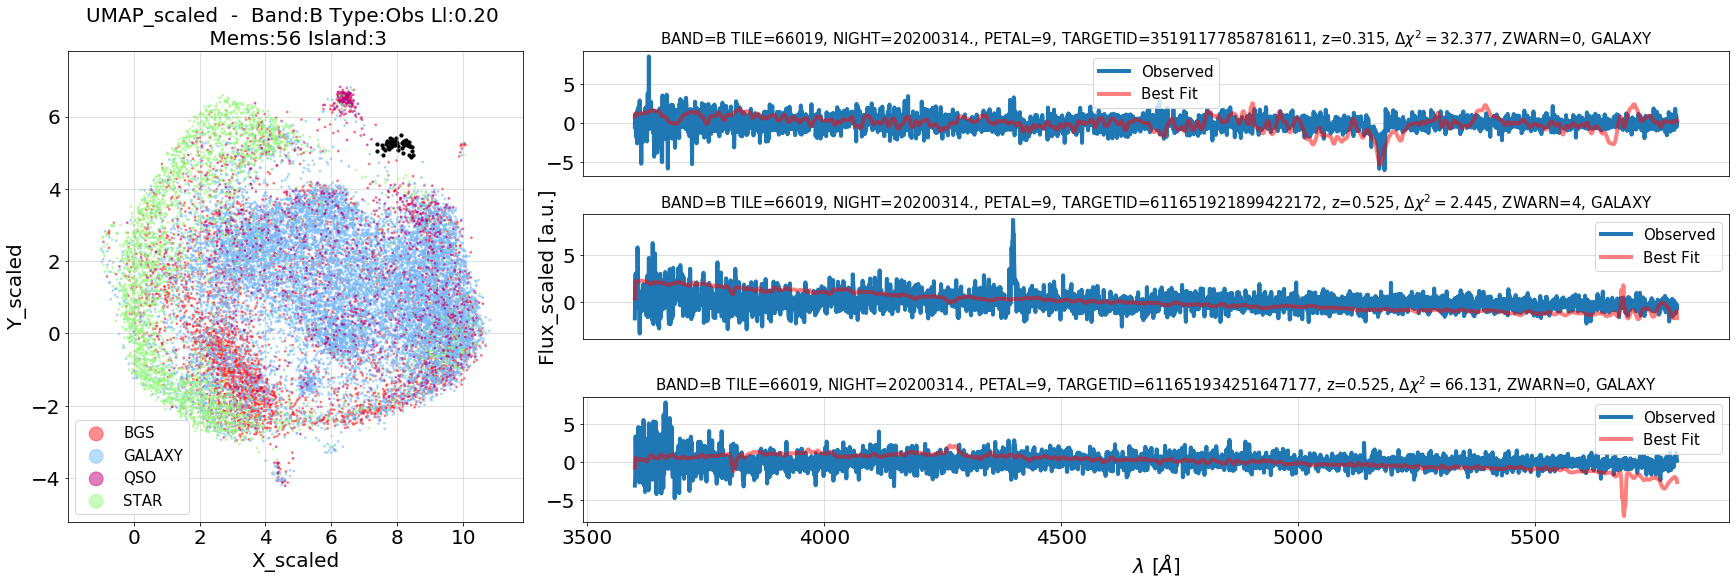 UMAP_scaled - Band:B Type:Obs Ll:0.20
Mems:56 Island:3
Y_scaled
6
4
2
0
−2
−4
BGS
GALAXY
QSO
STAR
0 2 4 6 8 10
X_scaled
Flux_scaled [a.u.]
BAND=B TILE=66019, NIGHT=20200314., PETAL=9, TARGETID=35191177858781611, z=0.315, Δχ² = 32.377, ZWARN=0, GALAXY
5
0
−5
Observed
Best Fit
BAND=B TILE=66019, NIGHT=20200314., PETAL=9, TARGETID=611651921899422172, z=0.525, Δχ² = 2.445, ZWARN=4, GALAXY
5
0
Observed
Best Fit
BAND=B TILE=66019, NIGHT=20200314., PETAL=9, TARGETID=611651934251647177, z=0.525, Δχ² = 66.131, ZWARN=0, GALAXY
5
0
−5
Observed
Best Fit
3500 4000 4500 5000 5500
λ [Å]